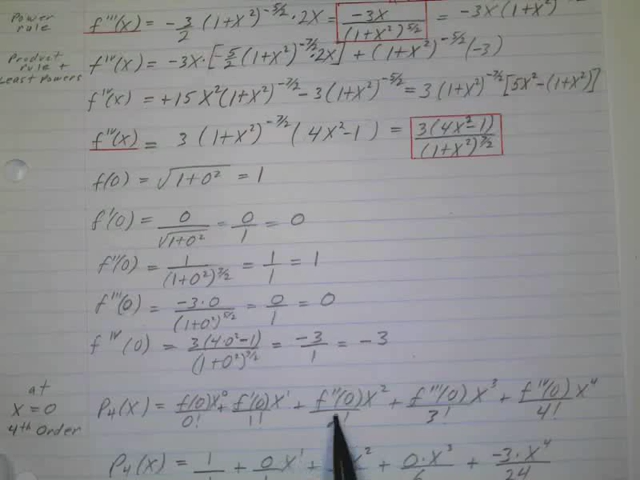 Power rule f'''(x) = -3/2 (1+x²)^(-5/2) · 2x = -3x/(1+x²)^(5/2) = -3x(1+x²)
Product rule + Least Powers f^IV(x) = -3x·[-5/2(1+x²)^(-7/2)·2x] + (1+x²)^(-5/2)(-3)
f^IV(x) = +15x²(1+x²)^(-7/2) - 3(1+x²)^(-5/2) = 3(1+x²)^(-7/2)[5x²-(1+x²)]
f^IV(x) = 3(1+x²)^(-7/2)(4x²-1) = 3(4x²-1)/(1+x²)^(7/2)
f(0) = √(1+0²) = 1
f'(0) = 0/√(1+0²) = 0/1 = 0
f''(0) = 1/(1+0²)^(3/2) = 1/1 = 1
f'''(0) = -3·0/(1+0²)^(5/2) = 0/1 = 0
f^IV(0) = 3(4·0²-1)/(1+0²)^(7/2) = -3/1 = -3
at x=0 4th Order P₄(x) = f(0)x⁰/0! + f'(0)x¹/1! + f''(0)x²/ ! + f'''(0)x³/3! + f^IV(0)x⁴/4!
P₄(x) = 1/ + 0x¹/ + x² + 0·x³/6 + -3·x⁴/24